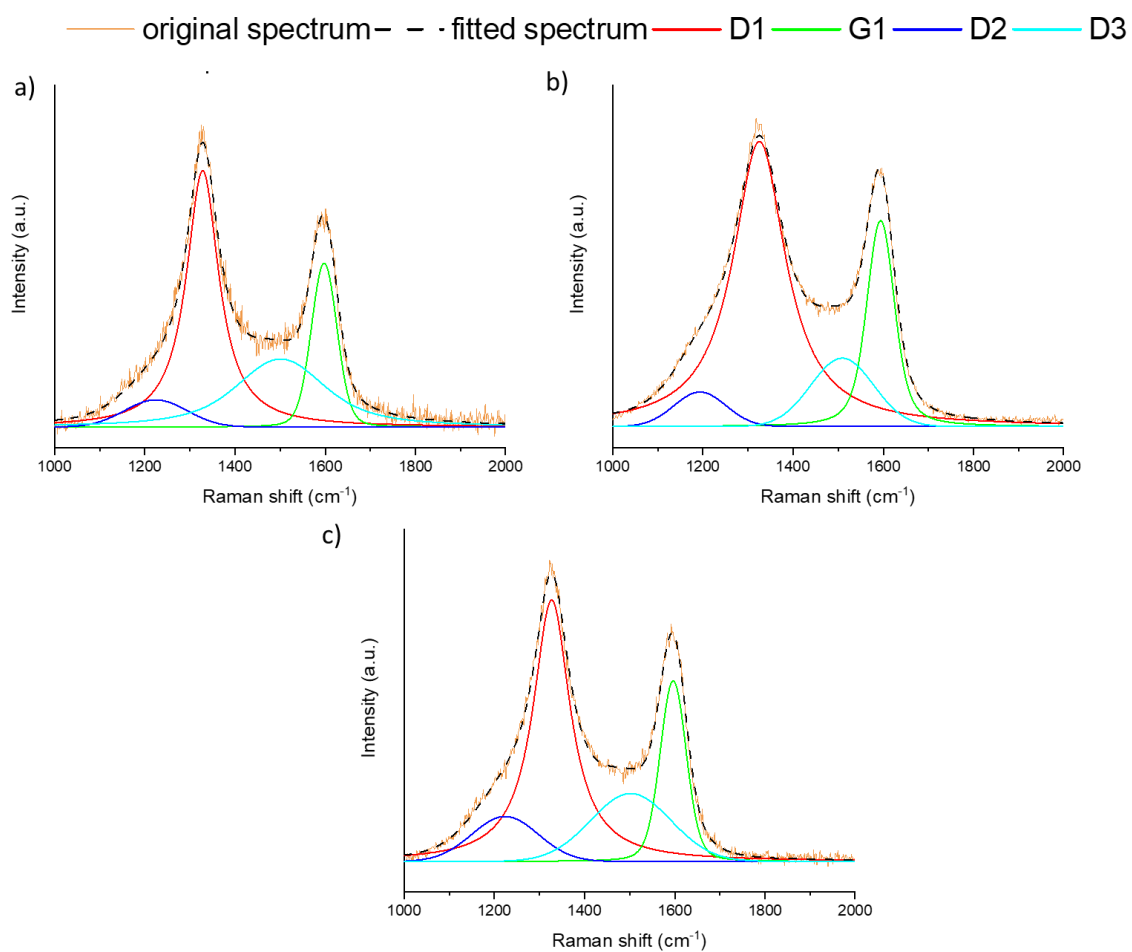 original spectrum fitted spectrum D1 G1 D2 D3
a)
Intensity (a.u.)
1000 1200 1400 1600 1800 2000
Raman shift (cm⁻¹)
b)
Intensity (a.u.)
1000 1200 1400 1600 1800 2000
Raman shift (cm⁻¹)
c)
Intensity (a.u.)
1000 1200 1400 1600 1800 2000
Raman shift (cm⁻¹)